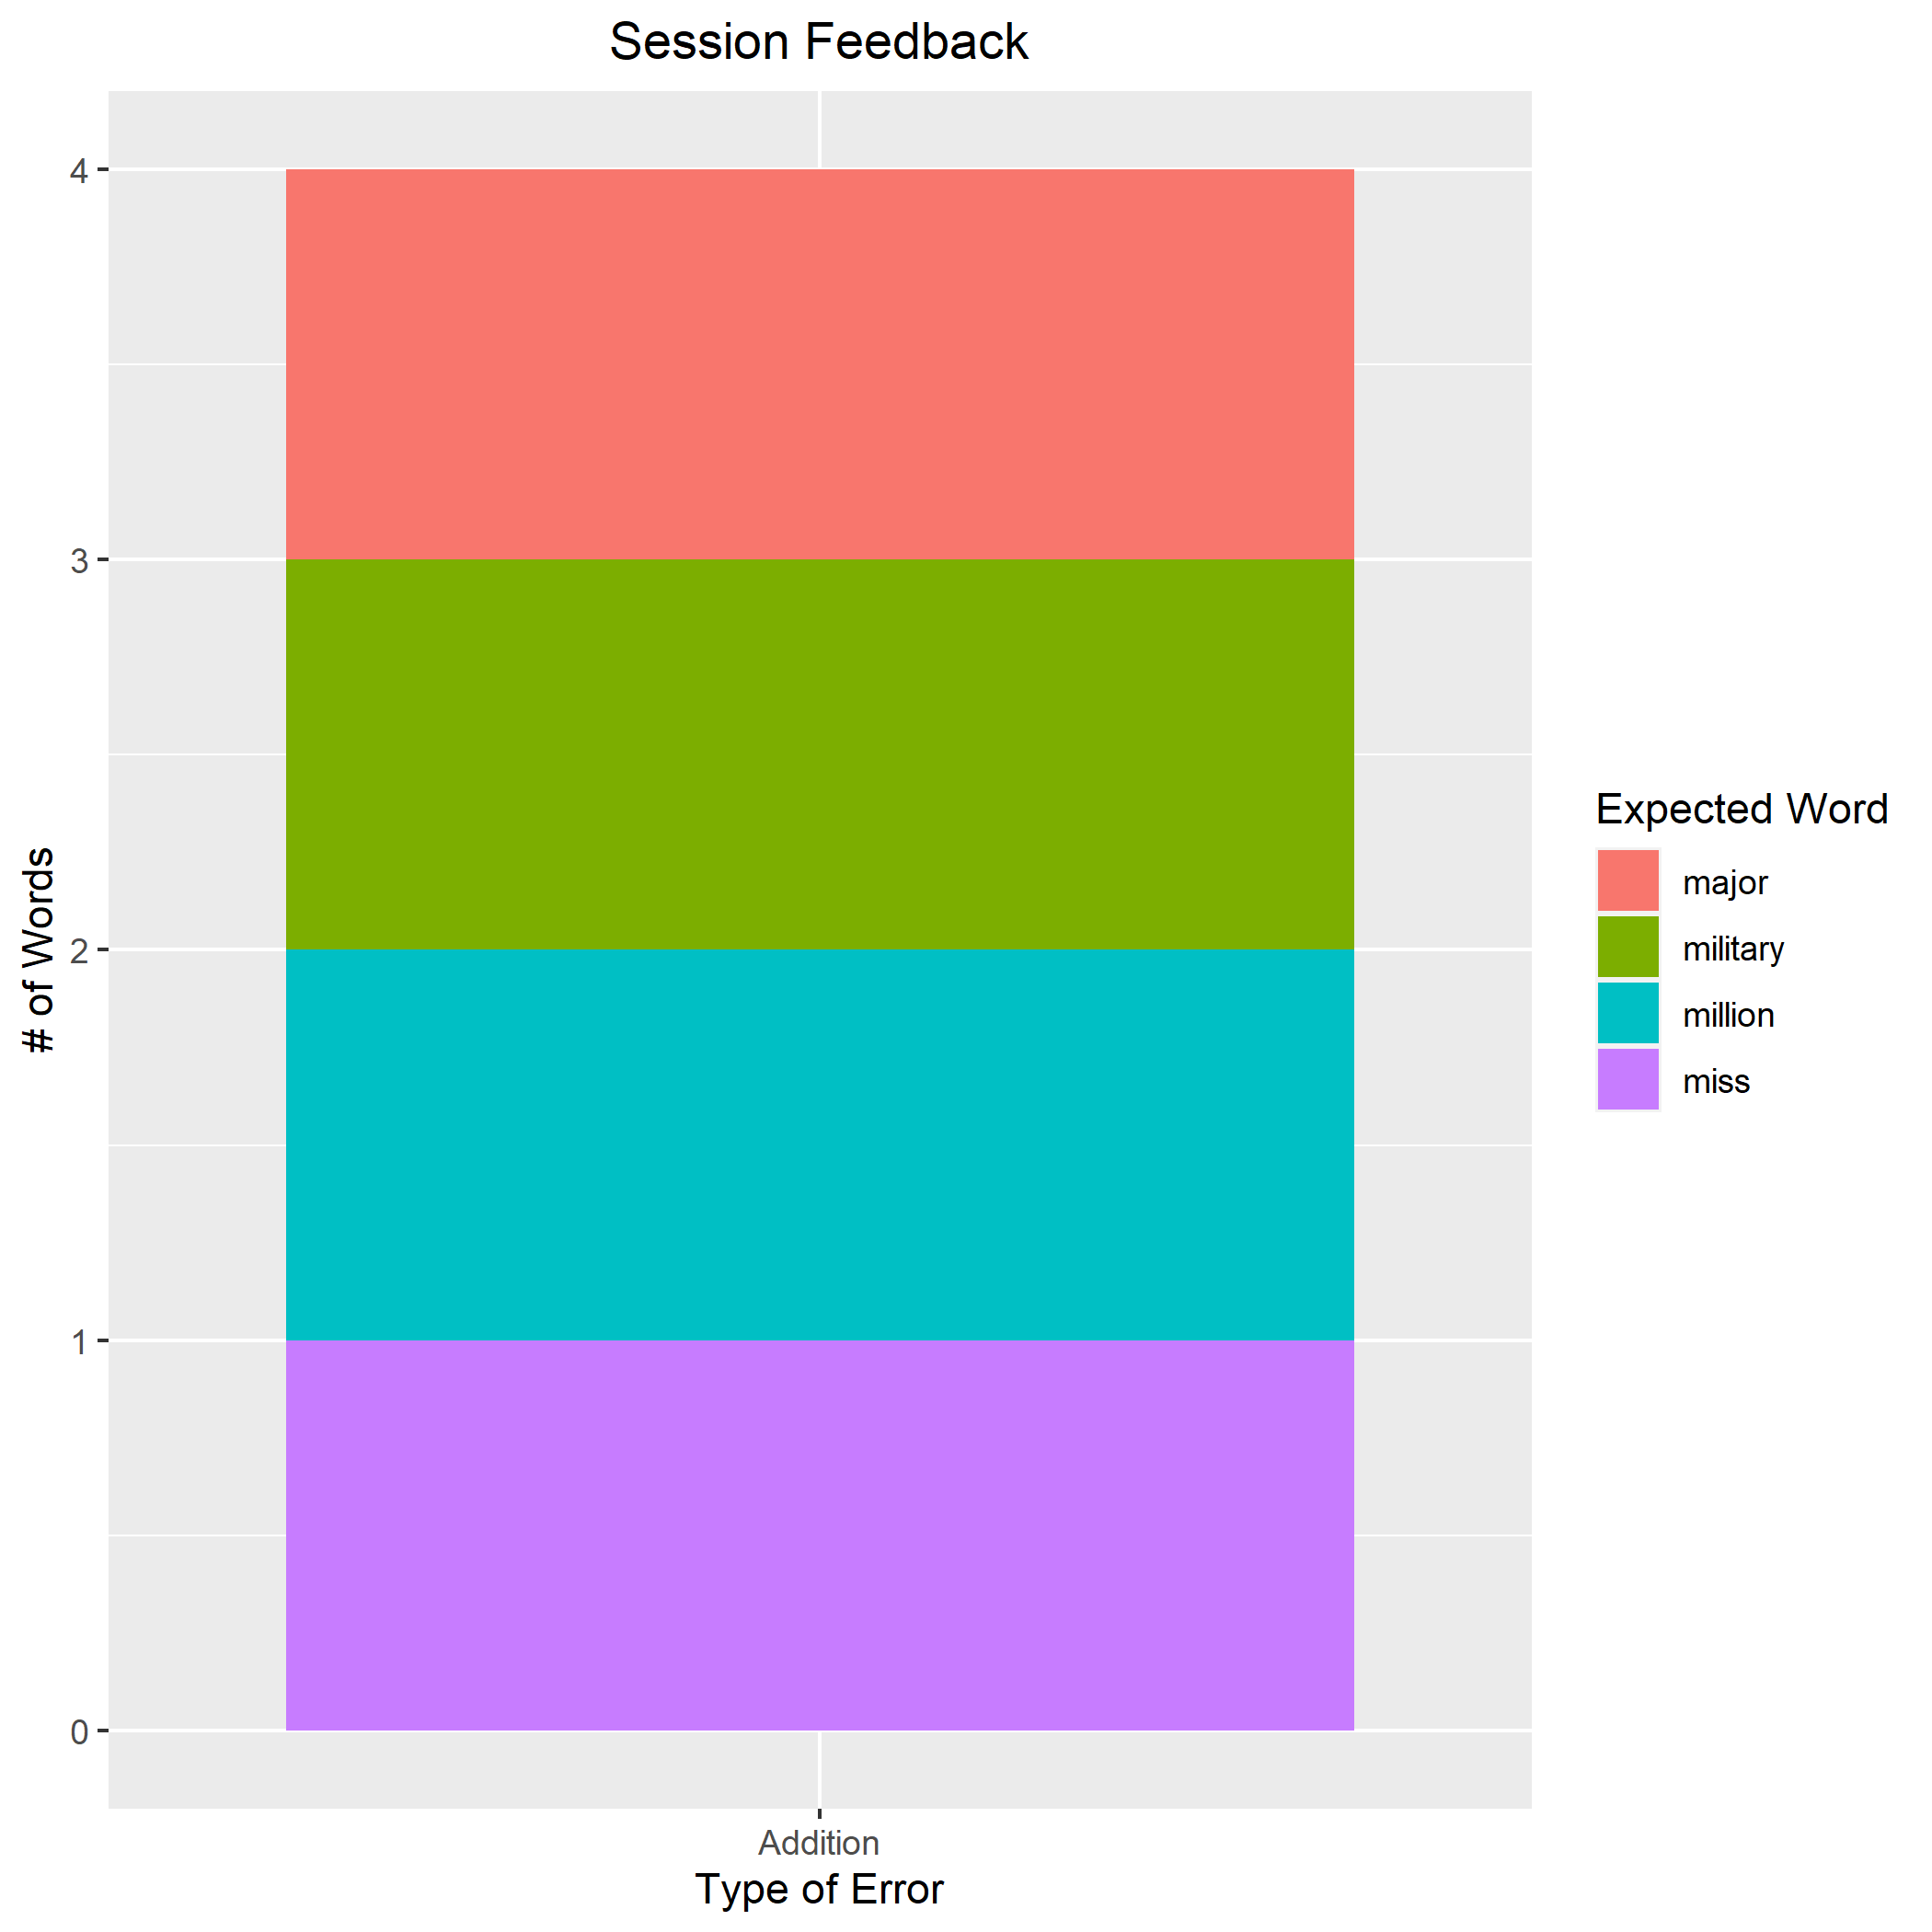 Session Feedback
# of Words
4
3
2
1
0
Addition
Type of Error
Expected Word
major
military
million
miss